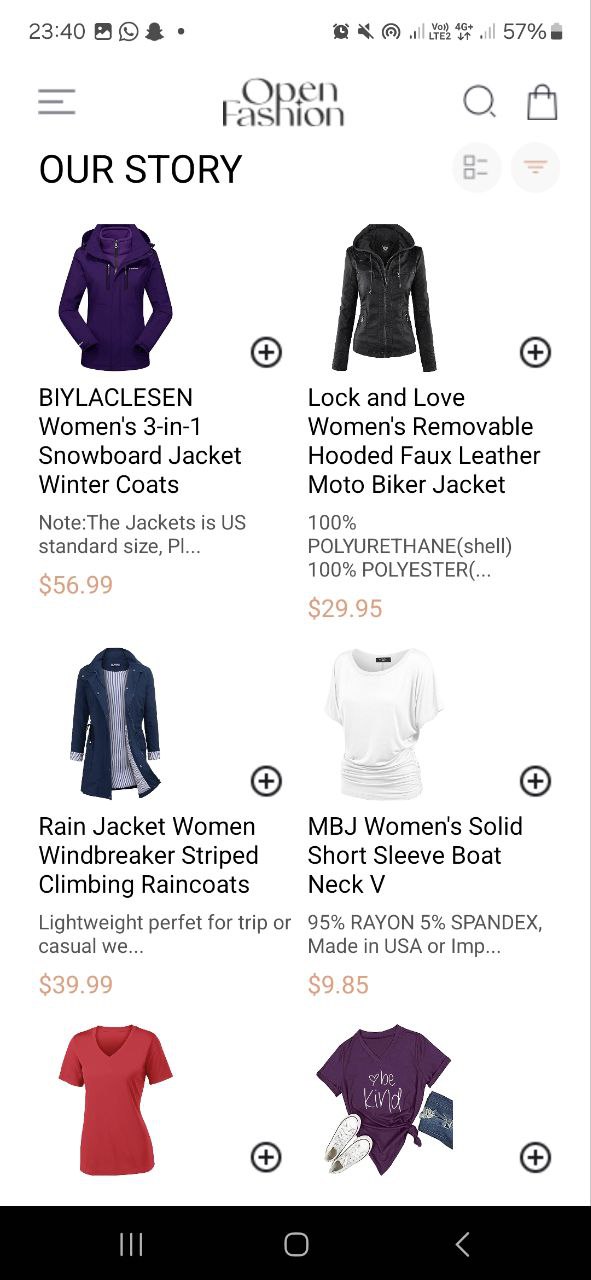 23:40
Vo)) 4G+
LTE2
57%
Open
Fashion
OUR STORY
BIYLACLESEN
Women's 3-in-1
Snowboard Jacket
Winter Coats
Note:The Jackets is US
standard size, Pl...
$56.99
Lock and Love
Women's Removable
Hooded Faux Leather
Moto Biker Jacket
100%
POLYURETHANE(shell)
100% POLYESTER(...
$29.95
Rain Jacket Women
Windbreaker Striped
Climbing Raincoats
Lightweight perfet for trip or
casual we...
$39.99
MBJ Women's Solid
Short Sleeve Boat
Neck V
95% RAYON 5% SPANDEX,
Made in USA or Imp...
$9.85
be
kind